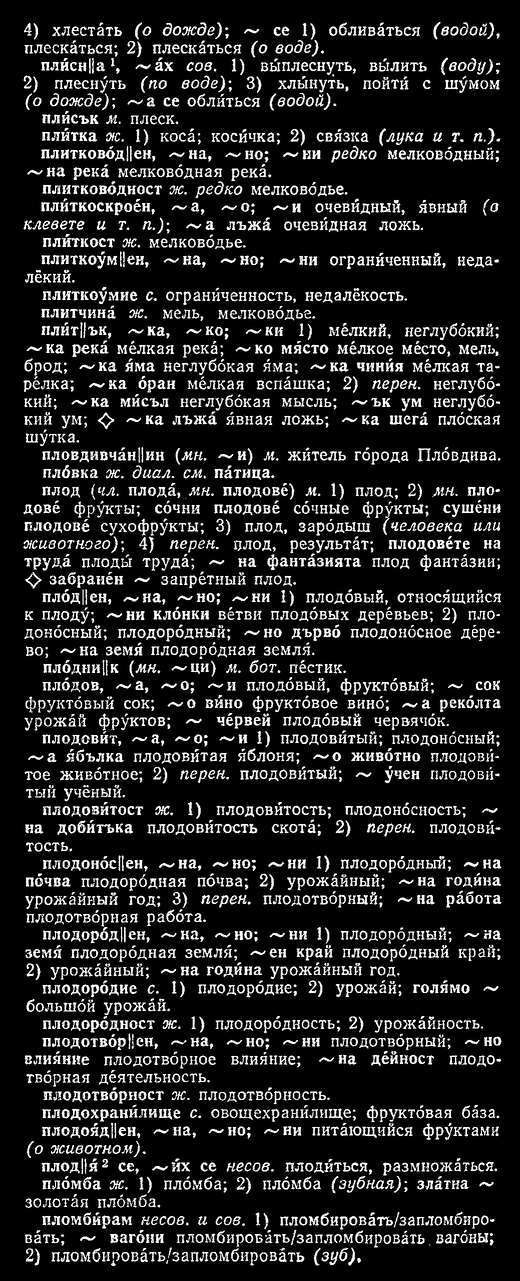 4) хлеста́ть (о дожде); ~ се 1) облива́ться (водой),
плеска́ться; 2) плеска́ться (о воде).
пли́сн||а¹, ~ах сов. 1) вы́плеснуть, вы́лить (воду);
2) плесну́ть (по воде); 3) хлы́нуть, пойти́ с шу́мом
(о дожде); ~а се обли́ться (водой).
пли́сък м. плеск.
пли́тка ж. 1) коса́; коси́чка; 2) свя́зка (лука и т. п.).
плитково́д||ен, ~на, ~но; ~ни редко мелково́дный;
~на река́ мелково́дная река́.
плитково́дност ж. редко мелково́дье.
плиткоскрое́н, ~а, ~о; ~и очеви́дный, я́вный (о
клевете и т. п.); ~а лъжа́ очеви́дная ложь.
пли́ткост ж. мелково́дье.
плиткоу́м||ен, ~на, ~но; ~ни ограни́ченный, неда-
лёкий.
плиткоу́мие с. ограни́ченность, недалёкость.
плитчина́ ж. мель, мелково́дье.
пли́т||ък, ~ка, ~ко; ~ки 1) ме́лкий, неглубо́кий;
~ка река́ ме́лкая река́; ~ко мя́сто ме́лкое ме́сто, мель,
брод; ~ка я́ма неглубо́кая я́ма; ~ка чини́я ме́лкая та-
ре́лка; ~ка о́ран ме́лкая вспа́шка; 2) перен. неглубо́-
кий; ~ка ми́съл неглубо́кая мысль; ~ък ум неглубо́-
кий ум; ◇ ~ка лъжа́ я́вная ложь; ~ка шега́ пло́ская
шу́тка.
пловдивча́н||ин (мн. ~и) м. жи́тель го́рода Пло́вдива.
пло́вка ж. диал. см. па́тица.
плод (чл. плода́, мн. плодове́) м. 1) плод; 2) мн. пло-
дове́ фру́кты; со́чни плодове́ со́чные фру́кты; суше́ни
плодове́ сухофру́кты; 3) плод, заро́дыш (человека или
животного); 4) перен. плод, результа́т; плодове́те на
труда́ плоды́ труда́; ~ на фанта́зията плод фанта́зии;
◇ забране́н ~ запре́тный плод.
пло́д||ен, ~на, ~но; ~ни 1) плодо́вый, относя́щийся
к плоду́; ~ни кло́нки ве́тви плодо́вых дере́вьев; 2) пло-
доно́сный; плодоро́дный; ~но дърво́ плодоно́сное де́ре-
во; ~на земя́ плодоро́дная земля́.
пло́дни||к (мн. ~ци) м. бот. пе́стик.
пло́дов, ~а, ~о; ~и плодо́вый, фрукто́вый; ~ сок
фрукто́вый сок; ~о ви́но фрукто́вое вино́; ~а реко́лта
урожа́й фру́ктов; ~ че́рвей плодо́вый червячо́к.
плодови́т, ~а, ~о; ~и 1) плодови́тый; плодоно́сный;
~а я́бълка плодови́тая я́блоня; ~о живо́тно плодови́-
тое живо́тное; 2) перен. плодови́тый; ~ у́чен плодови́-
тый учёный.
плодови́тост ж. 1) плодови́тость; плодоно́сность; ~
на доби́тъка плодови́тость скота́; 2) перен. плодови́-
тость.
плодоно́с||ен, ~на, ~но; ~ни 1) плодоро́дный; ~на
по́чва плодоро́дная по́чва; 2) урожа́йный; ~на годи́на
урожа́йный год; 3) перен. плодотво́рный; ~на ра́бота
плодотво́рная рабо́та.
плодоро́д||ен, ~на, ~но; ~ни 1) плодоро́дный; ~на
земя́ плодоро́дная земля́; ~ен край плодоро́дный край;
2) урожа́йный; ~на годи́на урожа́йный год.
плодоро́дие с. 1) плодоро́дие; 2) урожа́й; голя́мо ~
большо́й урожа́й.
плодоро́дност ж. 1) плодоро́дность; 2) урожа́йность.
плодотво́р||ен, ~на, ~но; ~ни плодотво́рный; ~но
влия́ние плодотво́рное влия́ние; ~на де́йност плодо-
тво́рная де́ятельность.
плодотво́рност ж. плодотво́рность.
плодохрани́лище с. овощехрани́лище; фрукто́вая ба́за.
плодоя́д||ен, ~на, ~но; ~ни пита́ющийся фру́ктами
(о животном).
плод||я́² се, ~и́х се несов. плоди́ться, размножа́ться.
пло́мба ж. 1) пло́мба; 2) пло́мба (зубная); зла́тна ~
золота́я пло́мба.
пломби́рам несов. и сов. 1) пломбирова́ть/запломбиро-
ва́ть; ~ ваго́ни пломбирова́ть/запломбирова́ть ваго́ны;
2) пломбирова́ть/запломбирова́ть (зуб).